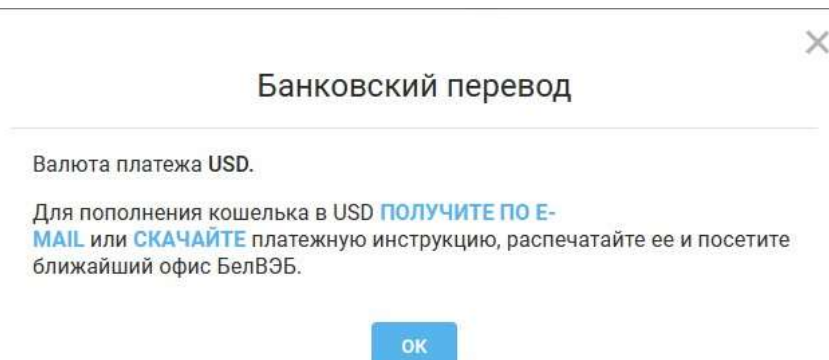 Банковский перевод
Валюта платежа USD.
Для пополнения кошелька в USD ПОЛУЧИТЕ ПО E-
MAIL или СКАЧАЙТЕ платежную инструкцию, распечатайте ее и посетите
ближайший офис БелВЭБ.
ОК